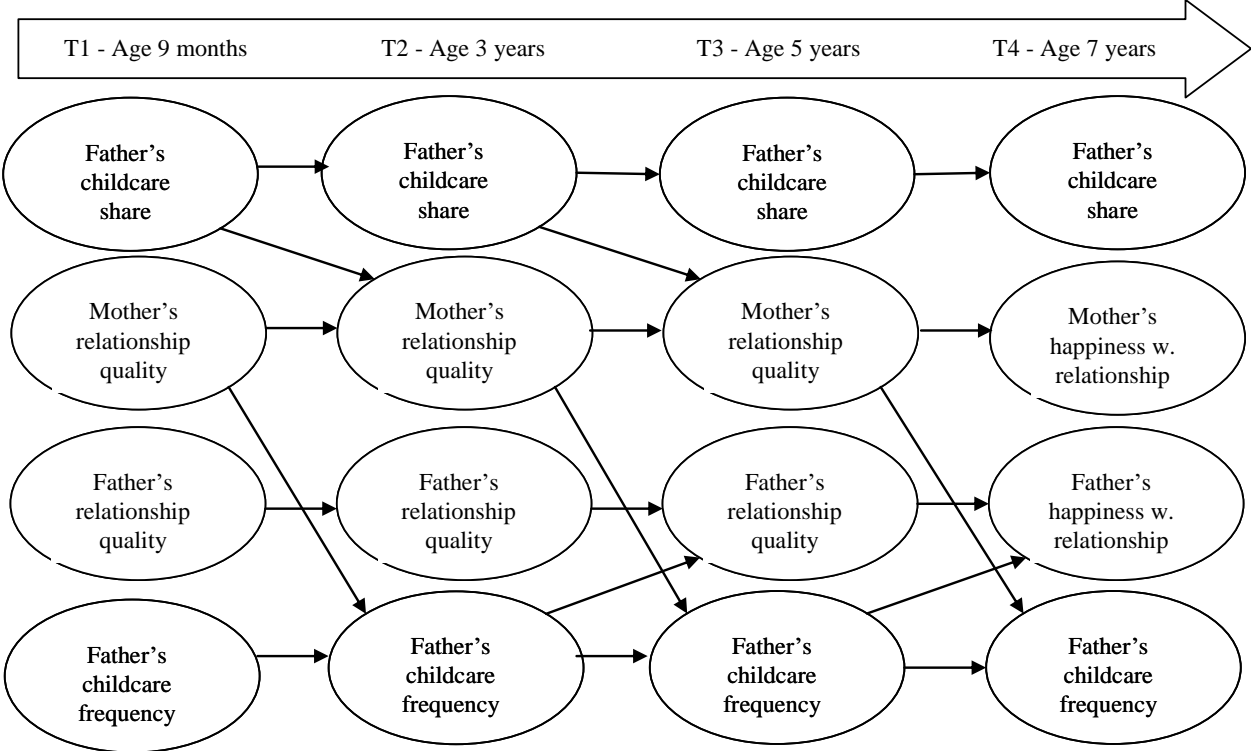 T1 - Age 9 months
T2 - Age 3 years
T3 - Age 5 years
T4 - Age 7 years
Father’s
childcare
share
Father’s
childcare
share
Father’s
childcare
share
Father’s
childcare
share
Mother’s
relationship
quality
Mother’s
relationship
quality
Mother’s
relationship
quality
Mother’s
happiness w.
relationship
Father’s
relationship
quality
Father’s
relationship
quality
Father’s
relationship
quality
Father’s
happiness w.
relationship
Father’s
childcare
frequency
Father’s
childcare
frequency
Father’s
childcare
frequency
Father’s
childcare
frequency